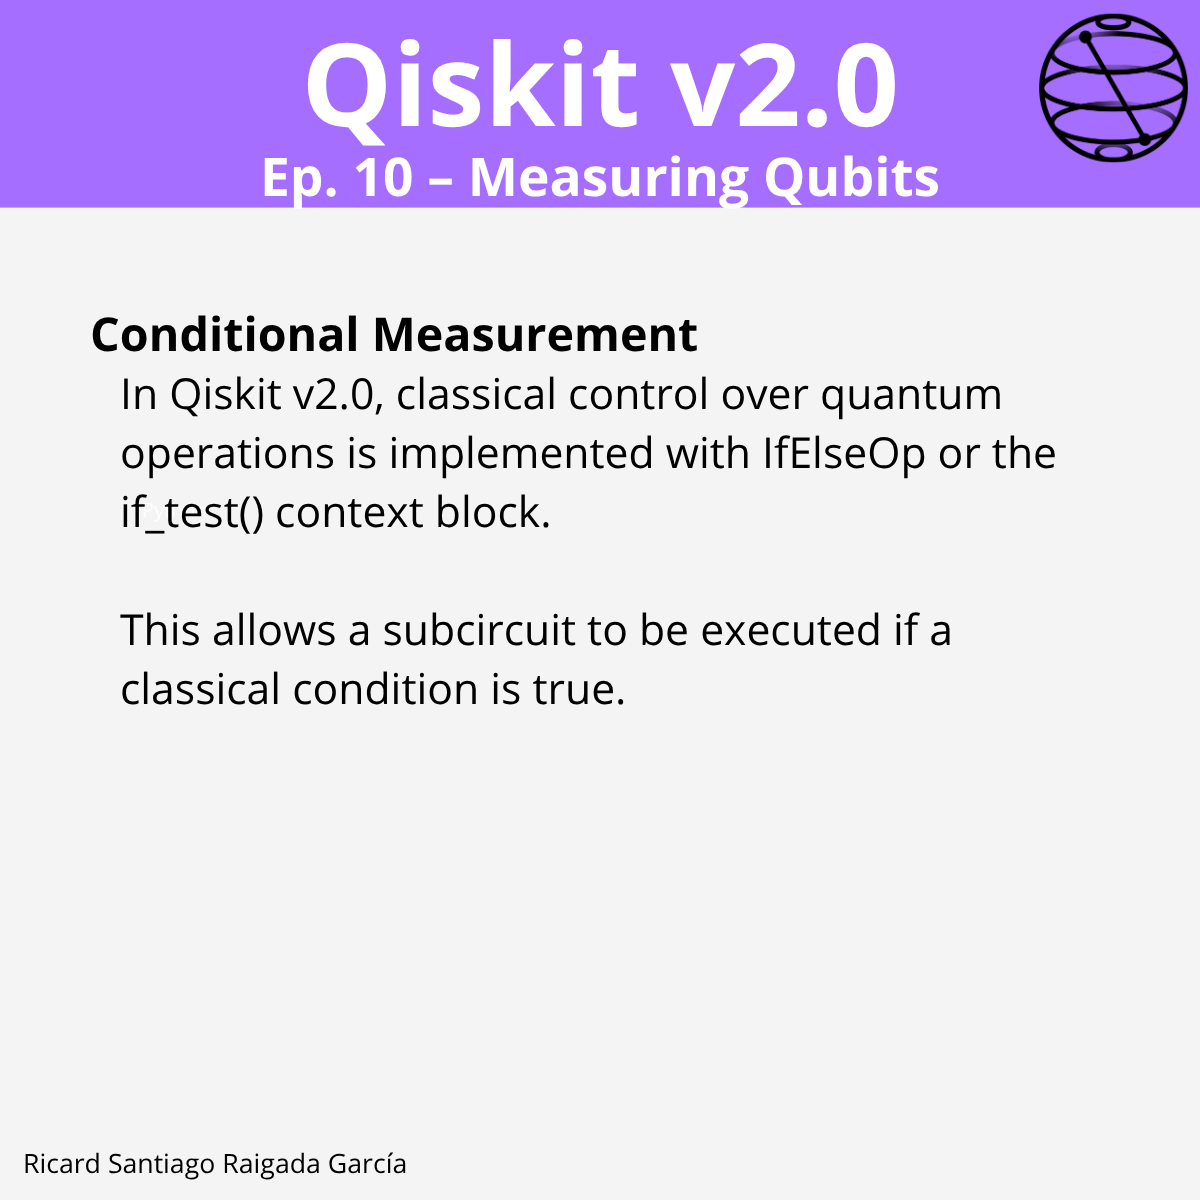 Qiskit v2.0
Ep. 10 – Measuring Qubits
Conditional Measurement
In Qiskit v2.0, classical control over quantum
operations is implemented with IfElseOp or the
if_test() context block.
This allows a subcircuit to be executed if a
classical condition is true.
Ricard Santiago Raigada García